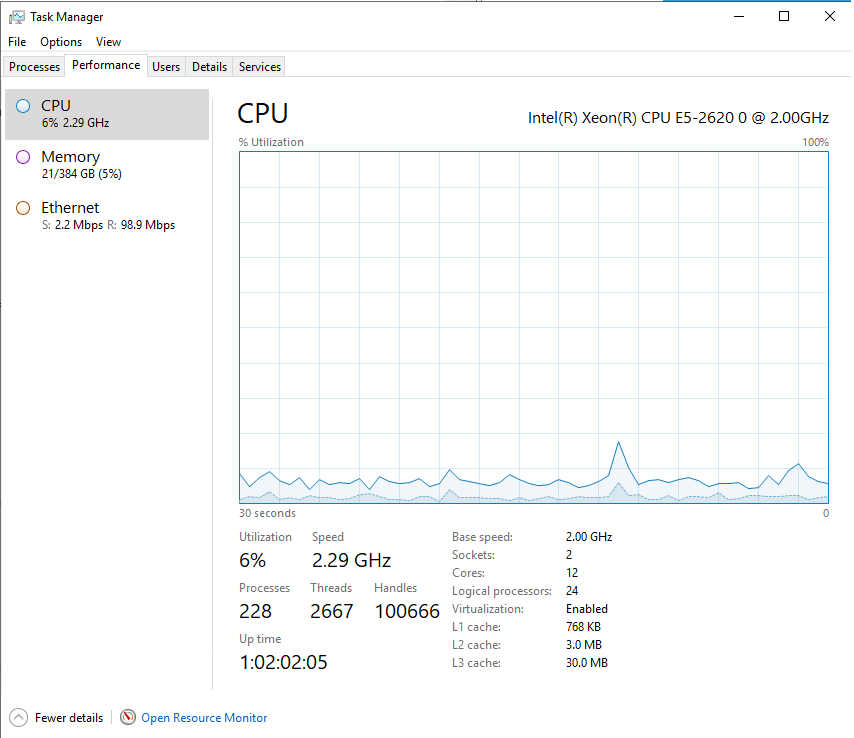 Task Manager
File Options View
Processes Performance Users Details Services
CPU
6% 2.29 GHz
Memory
21/384 GB (5%)
Ethernet
S: 2.2 Mbps R: 98.9 Mbps
CPU
Intel(R) Xeon(R) CPU E5-2620 0 @ 2.00GHz
% Utilization 100%
30 seconds 0
Utilization Speed
6% 2.29 GHz
Processes Threads Handles
228 2667 100666
Up time
1:02:02:05
Base speed: 2.00 GHz
Sockets: 2
Cores: 12
Logical processors: 24
Virtualization: Enabled
L1 cache: 768 KB
L2 cache: 3.0 MB
L3 cache: 30.0 MB
Fewer details Open Resource Monitor